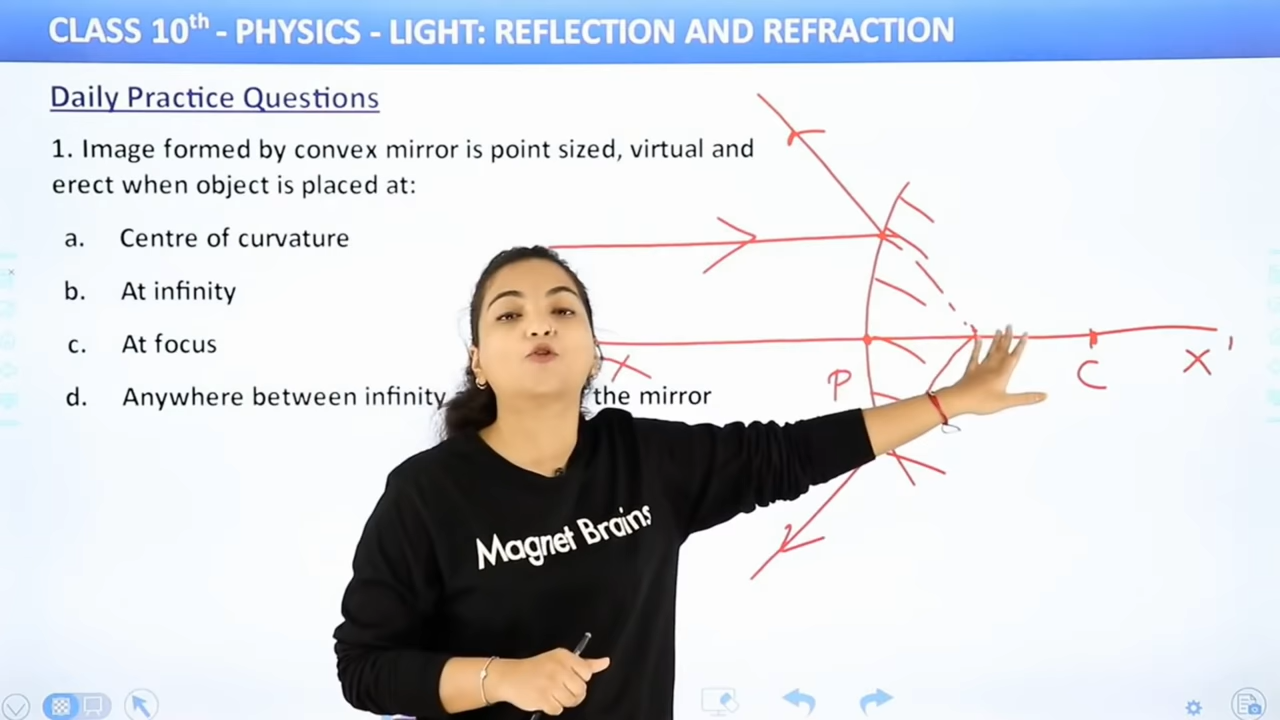 CLASS 10th - PHYSICS - LIGHT: REFLECTION AND REFRACTION
Daily Practice Questions
1. Image formed by convex mirror is point sized, virtual and
erect when object is placed at:
a. Centre of curvature
b. At infinity
c. At focus
d. Anywhere between infinity the mirror
X
P
C
X'
Magnet Brains